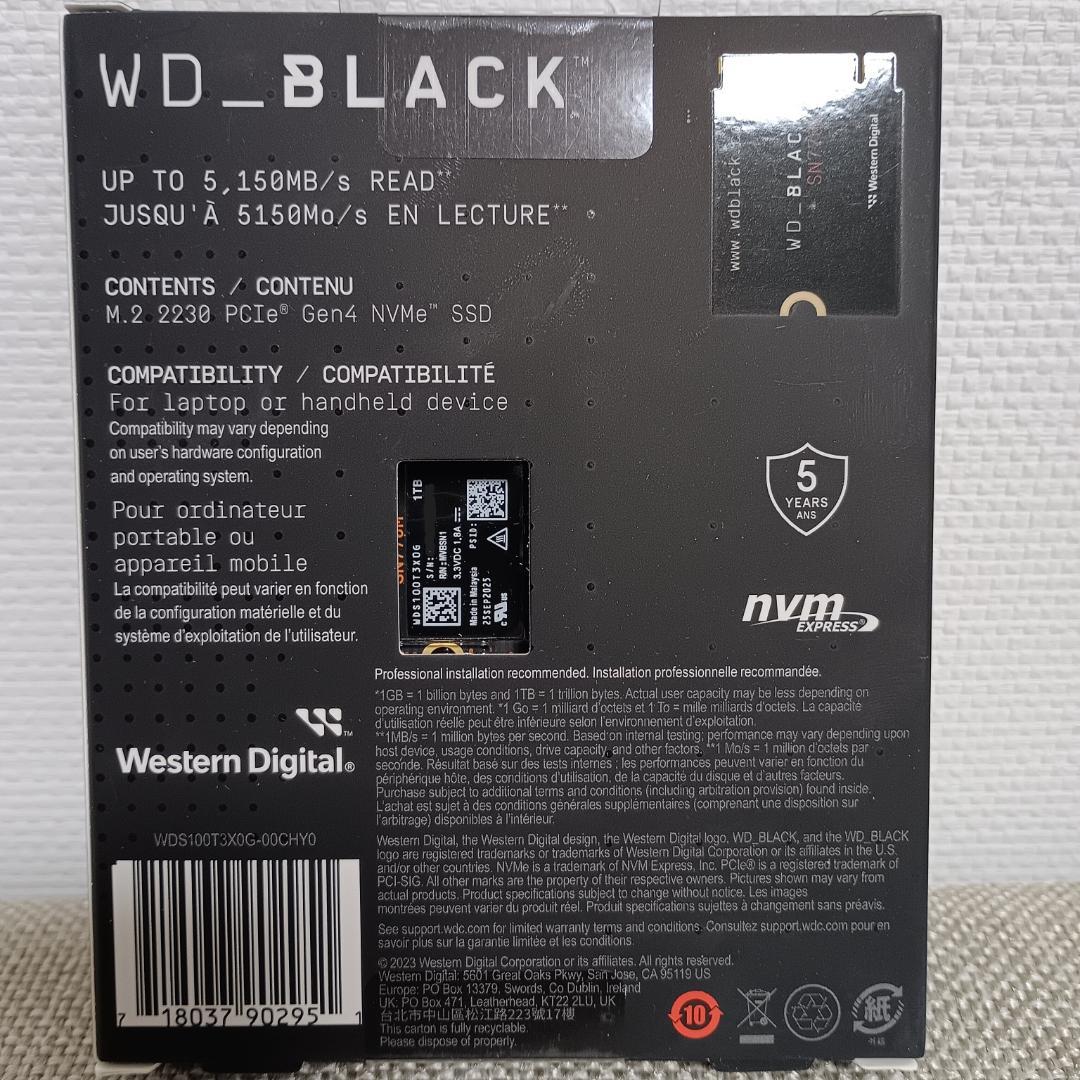 WD_BLACK™
UP TO 5,150MB/s READ**
JUSQU'À 5150Mo/s EN LECTURE**
CONTENTS / CONTENU
M.2 2230 PCIe® Gen4 NVMe™ SSD
COMPATIBILITY / COMPATIBILITÉ
For laptop or handheld device
Compatibility may vary depending
on user's hardware configuration
and operating system.
Pour ordinateur
portable ou
appareil mobile
La compatibilité peut varier en fonction
de la configuration matérielle et du
système d'exploitation de l'utilisateur.
www.wdblack
WD_BLAC
SN77
Western Digital
1TB
SN770M
WDS100T3X0G
S/N:
R/N: WVBSN1
3.3VDC 1.8A
PSID:
Made in Malaysia
25SEP2023
c us
5
YEARS
ANS
nvm
EXPRESS®
Professional installation recommended. Installation professionnelle recommandée.
*1GB = 1 billion bytes and 1TB = 1 trillion bytes. Actual user capacity may be less depending on
operating environment. *1 Go = 1 milliard d'octets et 1 To = mille milliards d'octets. La capacité
d'utilisation réelle peut être inférieure selon l'environnement d'exploitation.
**1MB/s = 1 million bytes per second. Based on internal testing; performance may vary depending upon
host device, usage conditions, drive capacity, and other factors. **1 Mo/s = 1 million d'octets par
seconde. Résultat basé sur des tests internes ; les performances peuvent varier en fonction du
périphérique hôte, des conditions d'utilisation, de la capacité du disque et d'autres facteurs.
Purchase subject to additional terms and conditions (including arbitration provision) found inside.
L'achat est sujet à des conditions générales supplémentaires (comprenant une disposition sur
l'arbitrage) disponibles à l'intérieur.
Western Digital, the Western Digital design, the Western Digital logo, WD_BLACK, and the WD_BLACK
logo are registered trademarks or trademarks of Western Digital Corporation or its affiliates in the U.S.
and/or other countries. NVMe is a trademark of NVM Express, Inc. PCIe® is a registered trademark of
PCI-SIG. All other marks are the property of their respective owners. Pictures shown may vary from
actual products. Product specifications subject to change without notice. Les images
montrées peuvent varier du produit réel. Produit specifications sujettes à changement sans préavis.
See support.wdc.com for limited warranty terms and conditions. Consultez support.wdc.com pour en
savoir plus sur la garantie limitée et les conditions.
© 2023 Western Digital Corporation or its affiliates. All rights reserved.
Western Digital: 5601 Great Oaks Pkwy, San Jose, CA 95119 US
Europe: PO Box 13379, Swords, Co Dublin, Ireland
UK: PO Box 471, Leatherhead, KT22 2LU, UK
台北市中山區松江路223號17樓
This carton is fully recyclable.
Please dispose of properly.
Western Digital®
WDS100T3X0G-00CHY0
7 18037 90295 1
10
紙